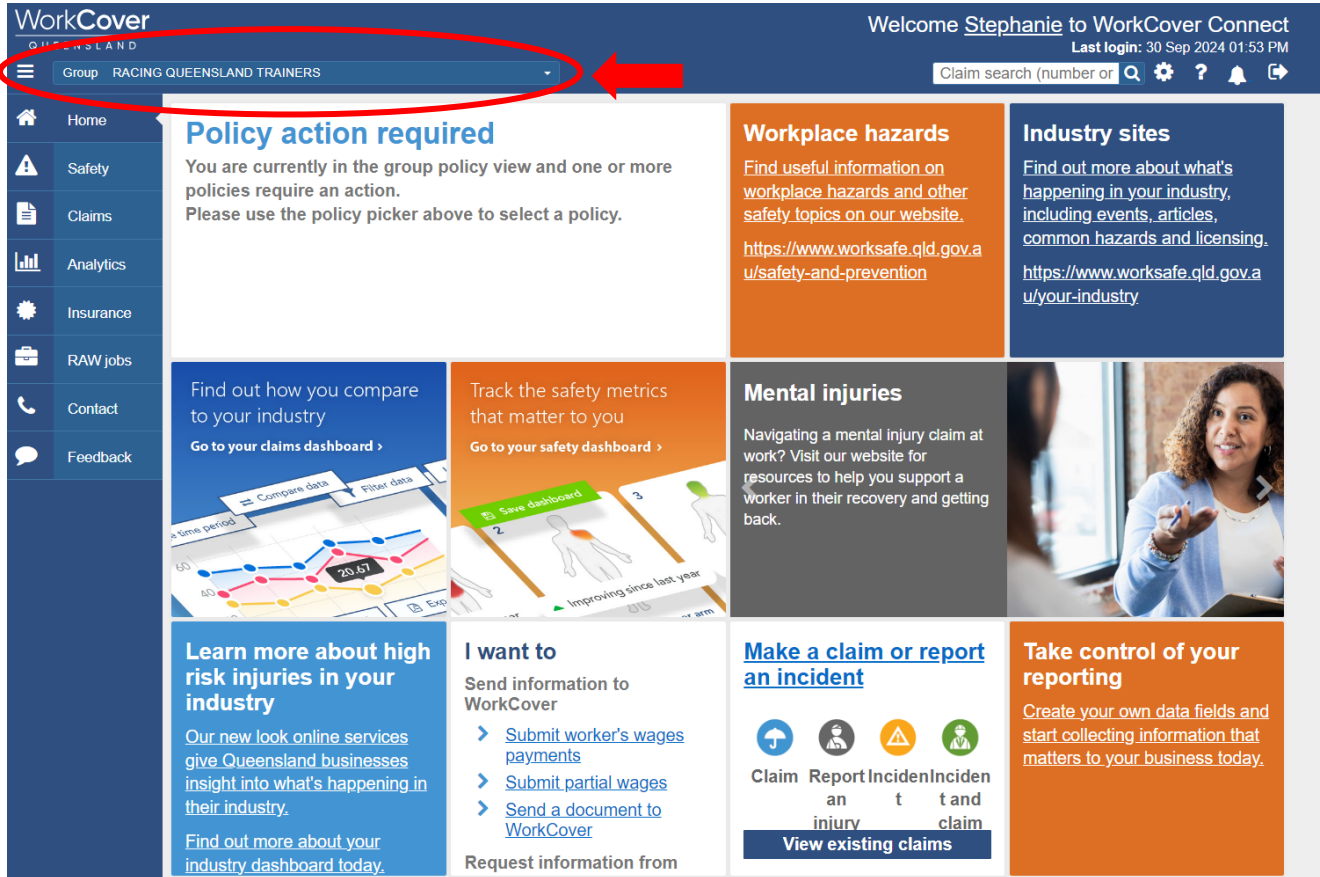 WorkCover
QUEENSLAND
Welcome Stephanie to WorkCover Connect
Last login: 30 Sep 2024 01:53 PM
Group RACING QUEENSLAND TRAINERS
Claim search (number or
?
Home
Safety
Claims
Analytics
Insurance
RAW jobs
Contact
Feedback
Policy action required
You are currently in the group policy view and one or more
policies require an action.
Please use the policy picker above to select a policy.
Workplace hazards
Find useful information on
workplace hazards and other
safety topics on our website.
https://www.worksafe.qld.gov.a
u/safety-and-prevention
Industry sites
Find out more about what's
happening in your industry,
including events, articles,
common hazards and licensing.
https://www.worksafe.qld.gov.a
u/your-industry
Find out how you compare
to your industry
Go to your claims dashboard >
Compare data
Filter data
time period
60
40
20.67
Track the safety metrics
that matter to you
Go to your safety dashboard >
Save dashboard
2
3
Improving since last year
arm
Mental injuries
Navigating a mental injury claim at
work? Visit our website for
resources to help you support a
worker in their recovery and getting
back.
Learn more about high
risk injuries in your
industry
Our new look online services
give Queensland businesses
insight into what's happening in
their industry.
Find out more about your
industry dashboard today.
I want to
Send information to
WorkCover
Submit worker's wages
payments
Submit partial wages
Send a document to
WorkCover
Request information from
Make a claim or report
an incident
Claim
Report
an
injury
Inciden
t
Inciden
t and
claim
View existing claims
Take control of your
reporting
Create your own data fields and
start collecting information that
matters to your business today.